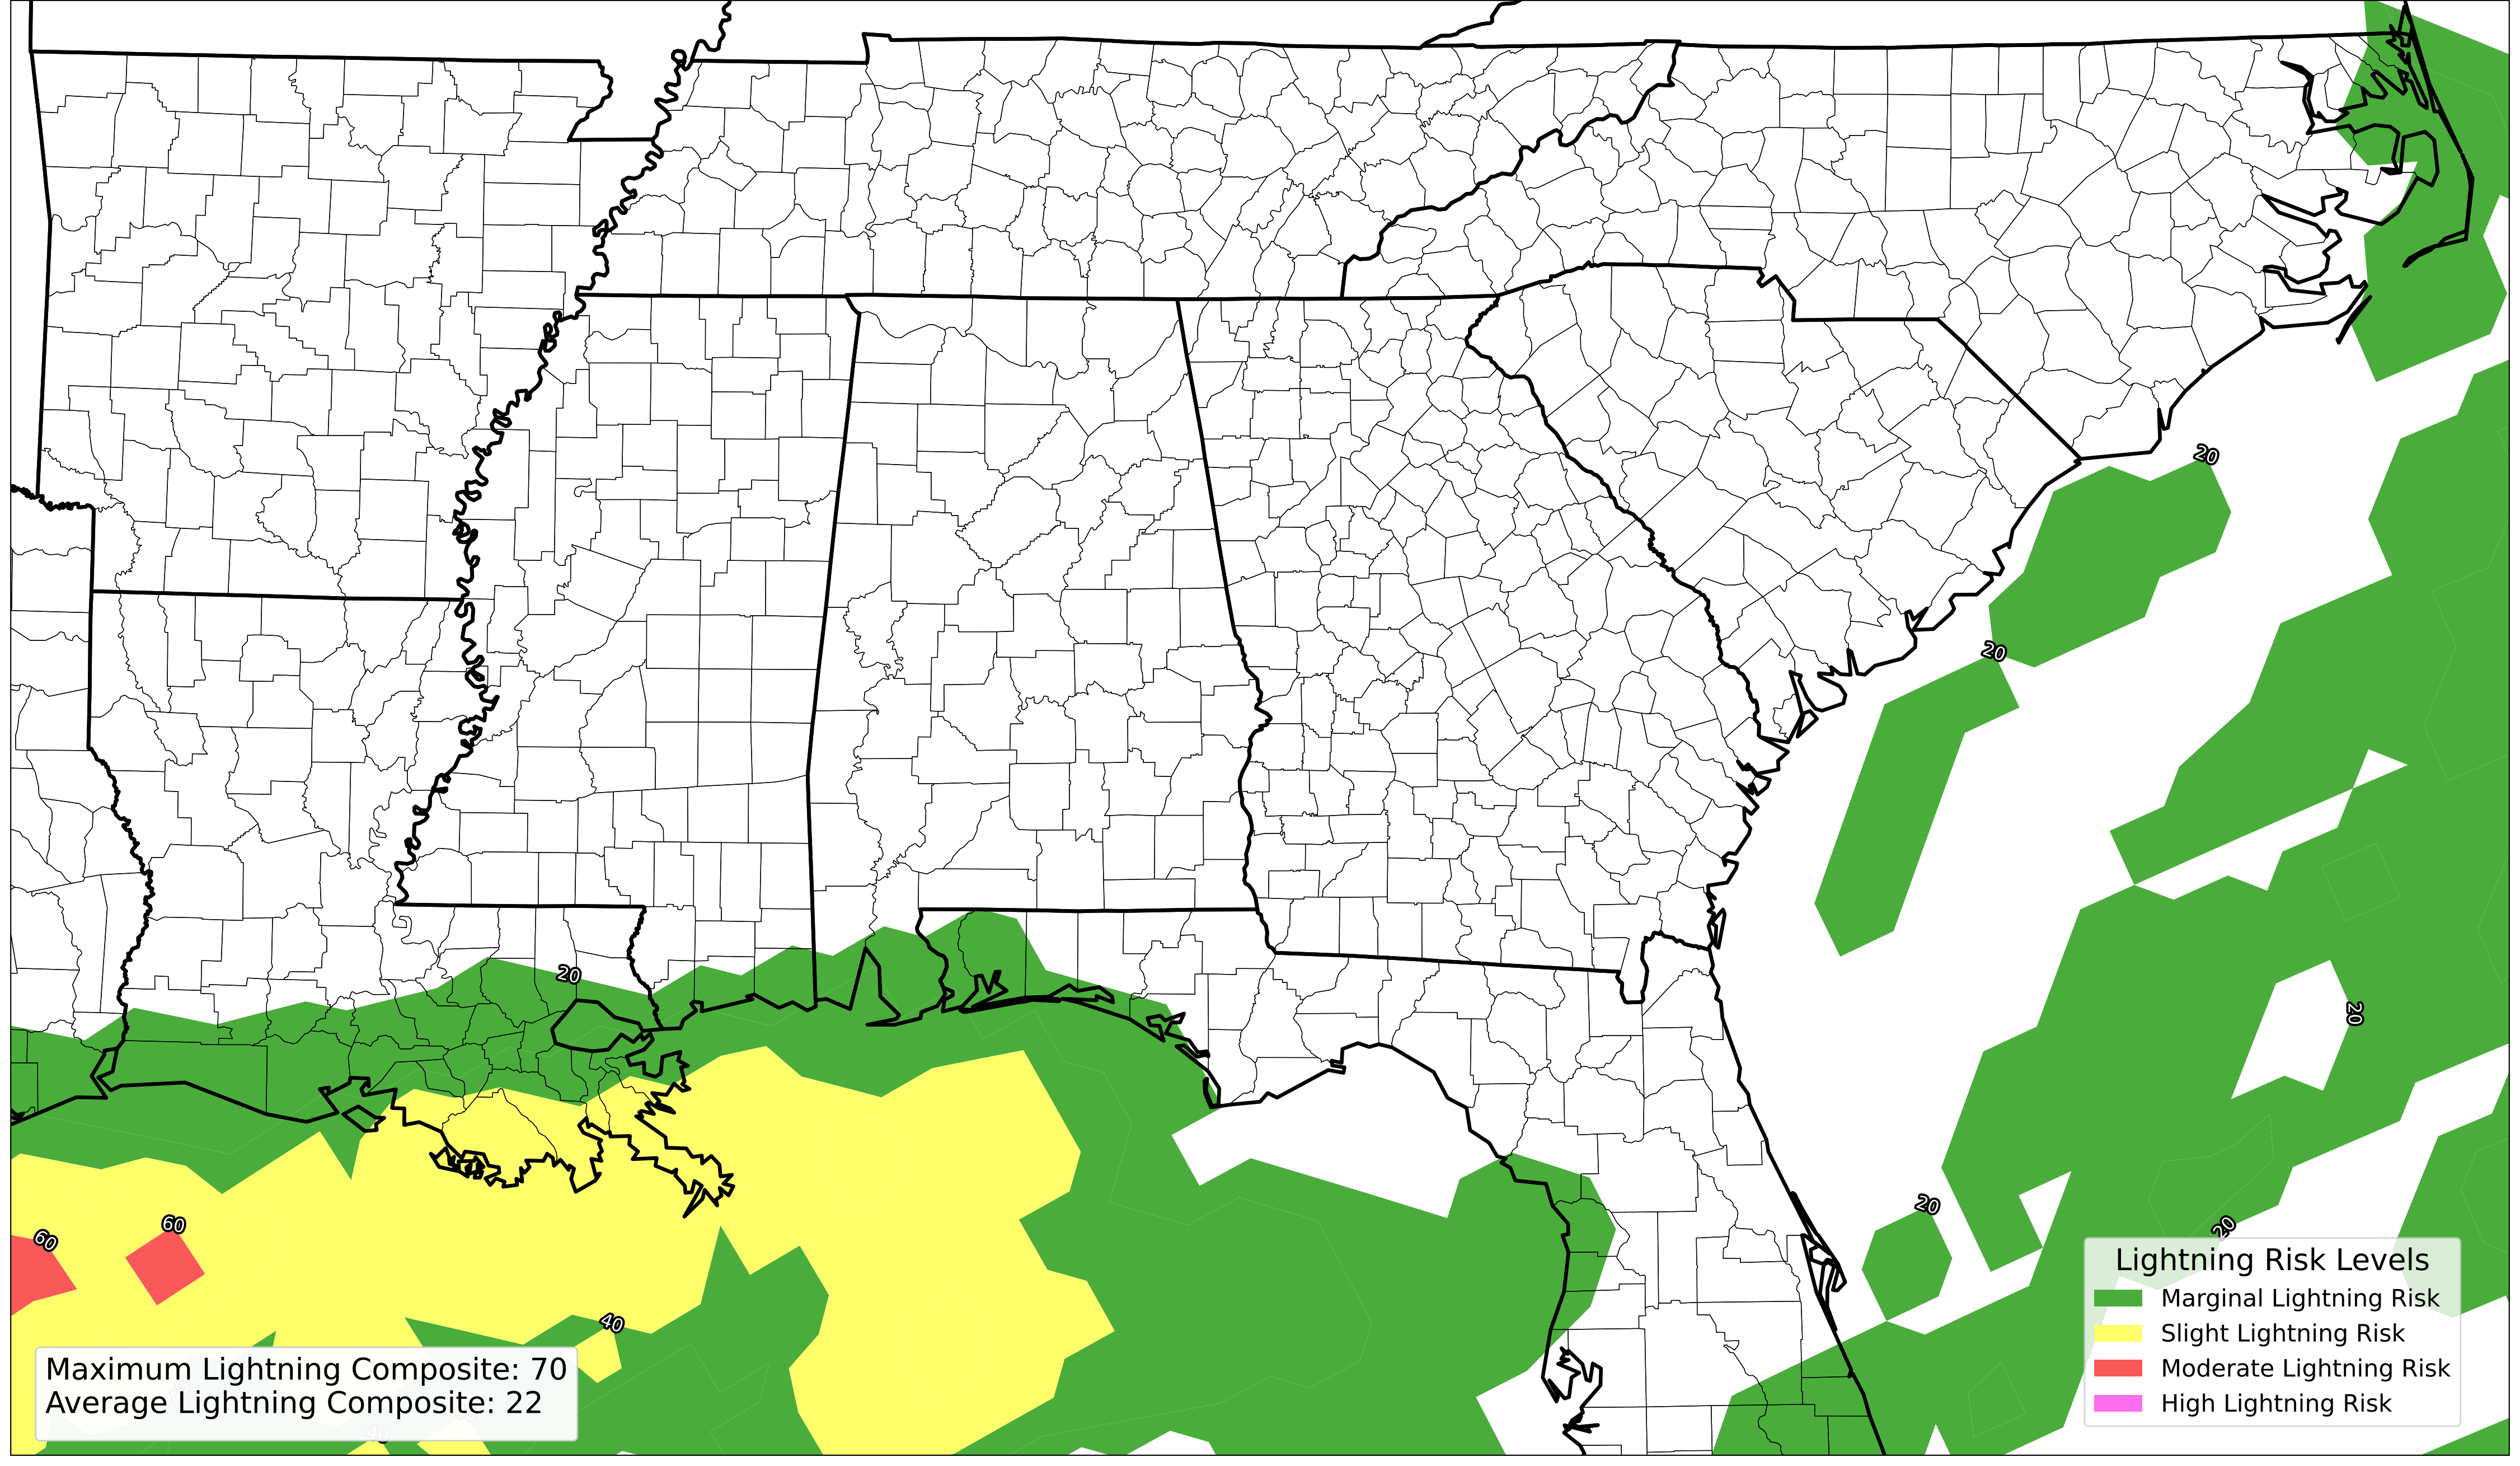 20
20
20
20
20
60
60
20
40
40
Maximum Lightning Composite: 70
Average Lightning Composite: 22
Lightning Risk Levels
Marginal Lightning Risk
Slight Lightning Risk
Moderate Lightning Risk
High Lightning Risk